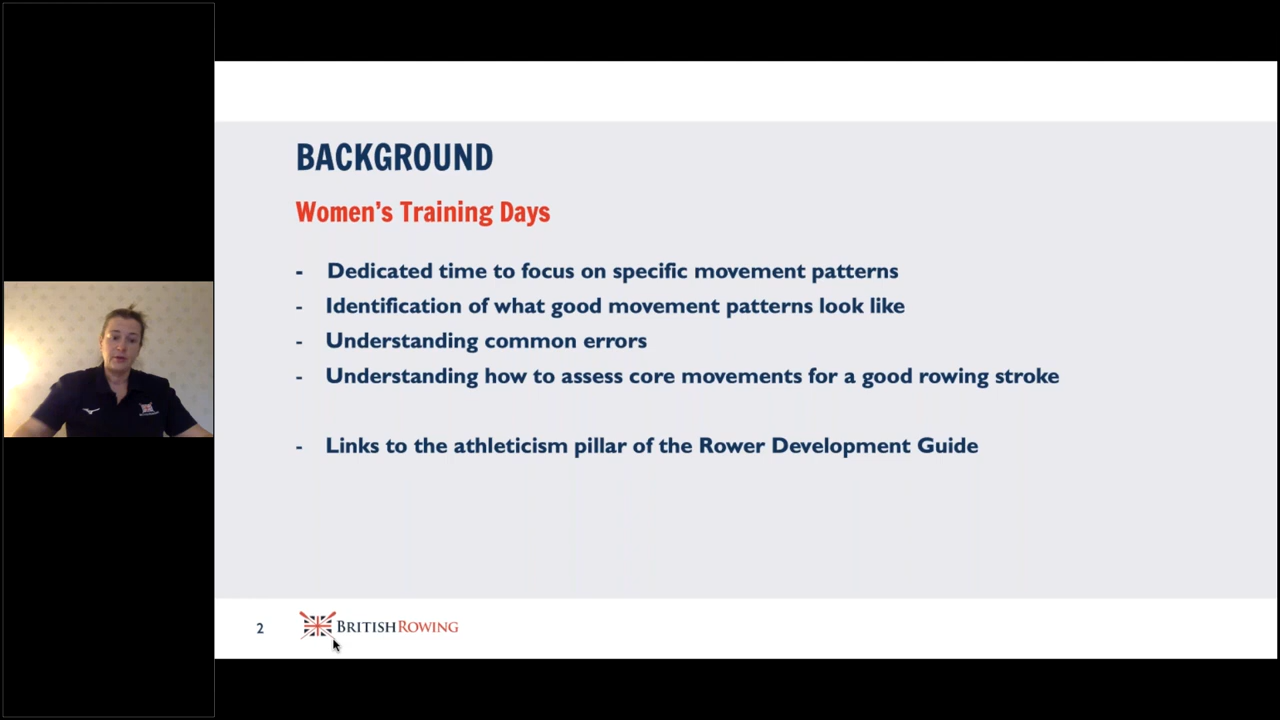 BACKGROUND
Women's Training Days
- Dedicated time to focus on specific movement patterns
- Identification of what good movement patterns look like
- Understanding common errors
- Understanding how to assess core movements for a good rowing stroke
- Links to the athleticism pillar of the Rower Development Guide
2
BRITISHROWING